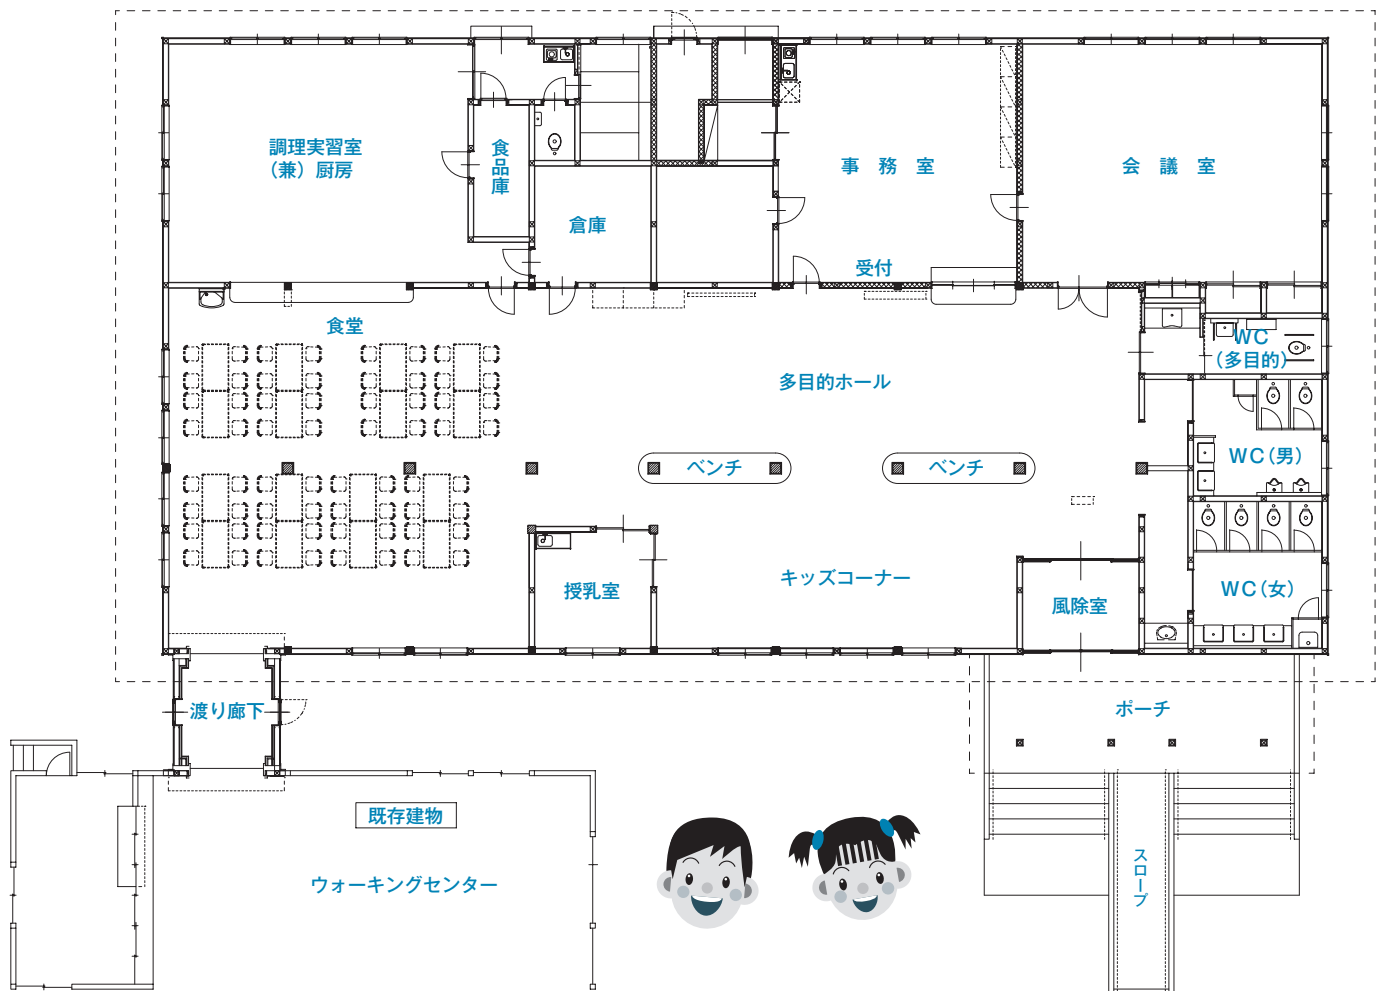 調理実習室
（兼）厨房
食品庫
倉庫
事　務　室
会　議　室
受付
食堂
WC
（多目的）
多目的ホール
ベンチ
ベンチ
WC（男）
授乳室
キッズコーナー
風除室
WC（女）
渡り廊下
ポーチ
既存建物
ウォーキングセンター
スロープ